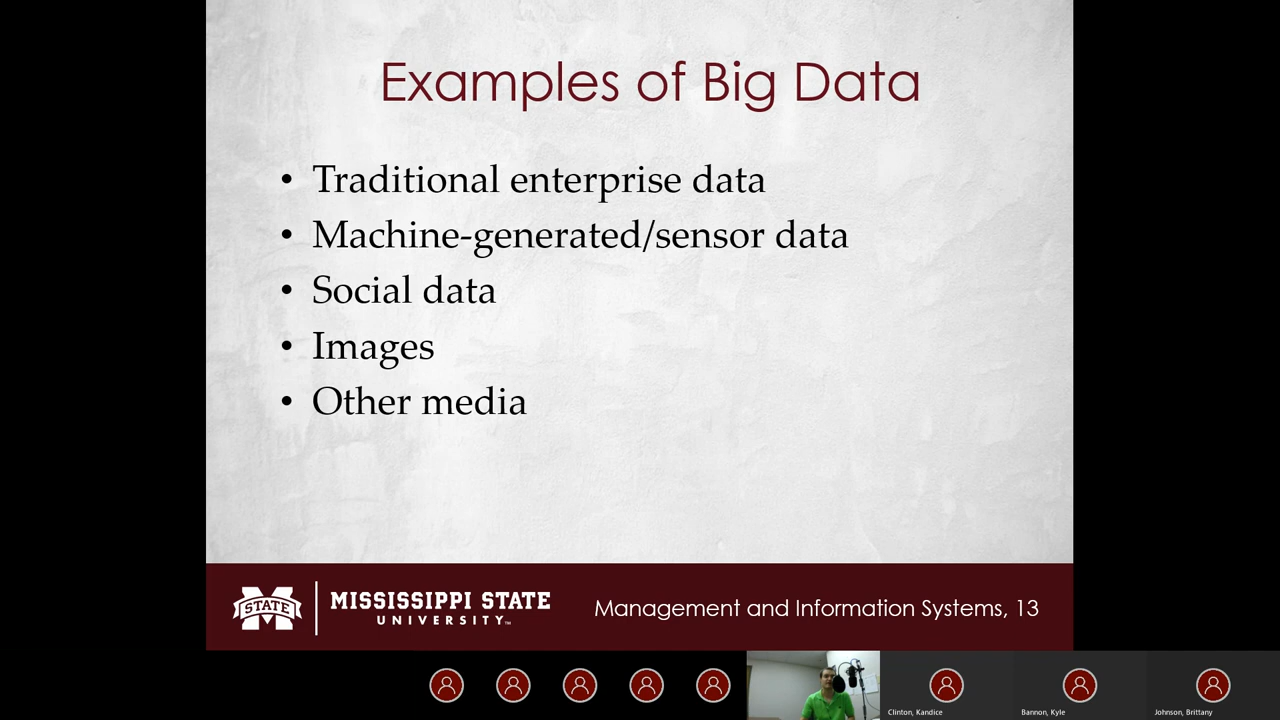 Examples of Big Data
• Traditional enterprise data
• Machine-generated/sensor data
• Social data
• Images
• Other media
STATE
MISSISSIPPI STATE
UNIVERSITY™
Management and Information Systems, 13
Clinton, Kandice
Bannon, Kyle
Johnson, Brittany